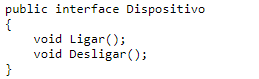 public interface Dispositivo
{
    void Ligar();
    void Desligar();
}